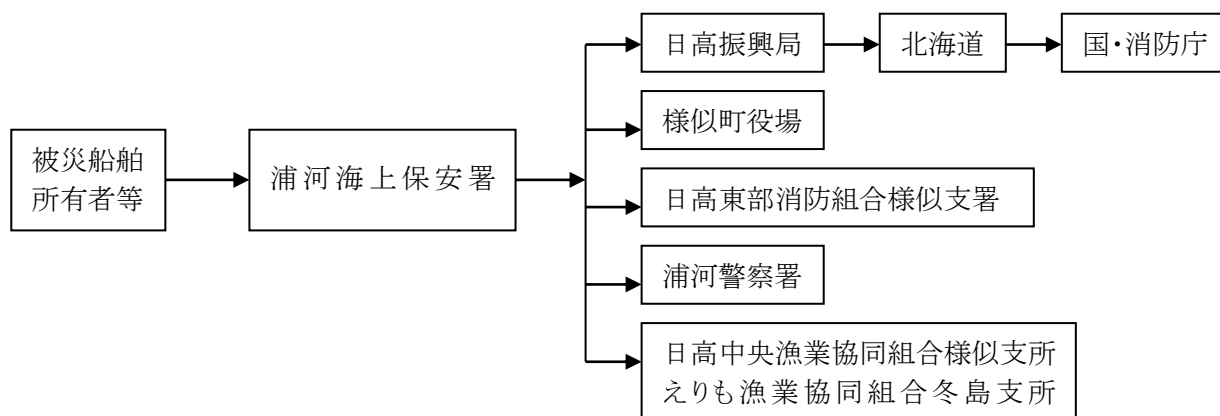 被災船舶
所有者等
浦河海上保安署
日高振興局
北海道
国・消防庁
様似町役場
日高東部消防組合様似支署
浦河警察署
日高中央漁業協同組合様似支所
えりも漁業協同組合冬島支所